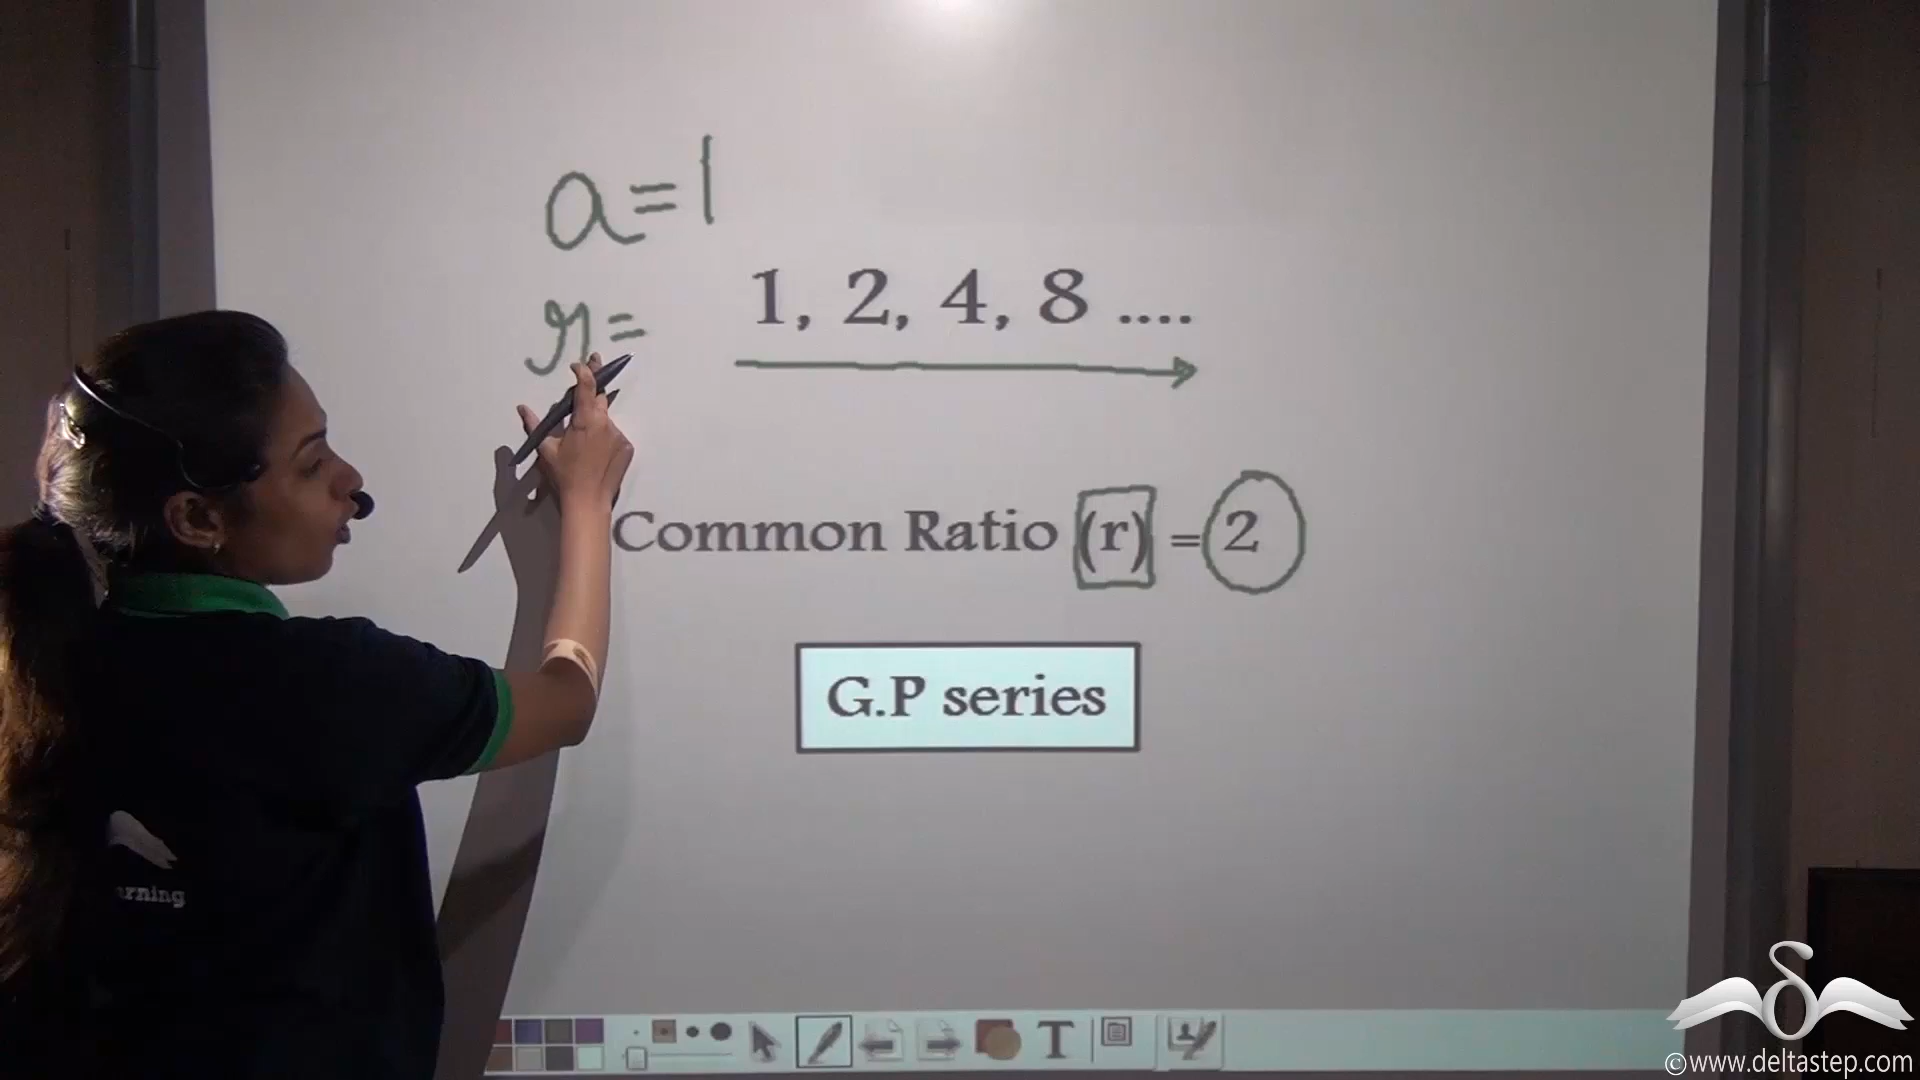 a=1
r=
1, 2, 4, 8 ....
Common Ratio (r) = 2
G.P series
rning
T
©www.deltastep.com